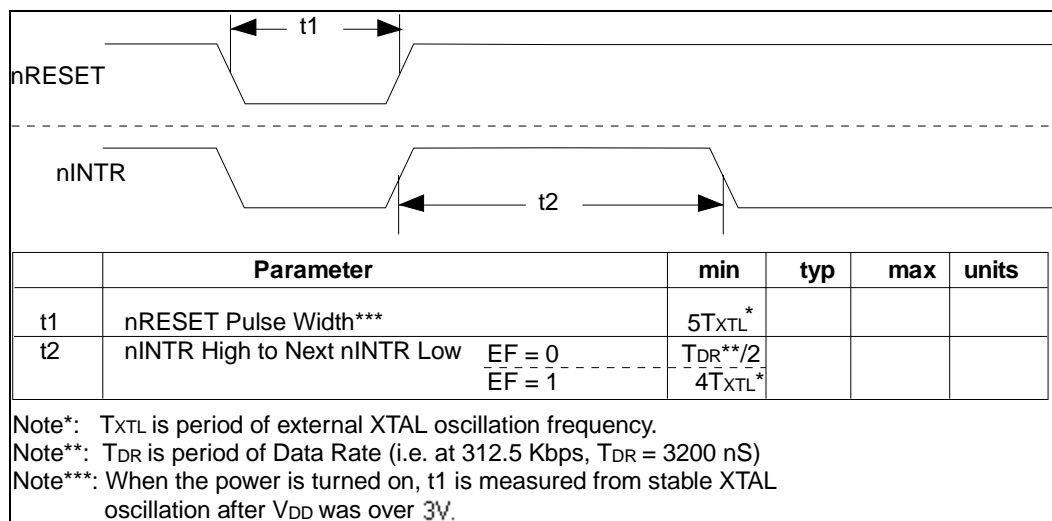 t1
nRESET
nINTR
t2
Parameter min typ max units
t1 nRESET Pulse Width*** 5TXTL*
t2 nINTR High to Next nINTR Low EF = 0 TDR**/2
EF = 1 4TXTL*
Note*: TXTL is period of external XTAL oscillation frequency.
Note**: TDR is period of Data Rate (i.e. at 312.5 Kbps, TDR = 3200 nS)
Note***: When the power is turned on, t1 is measured from stable XTAL
oscillation after VDD was over 3V.